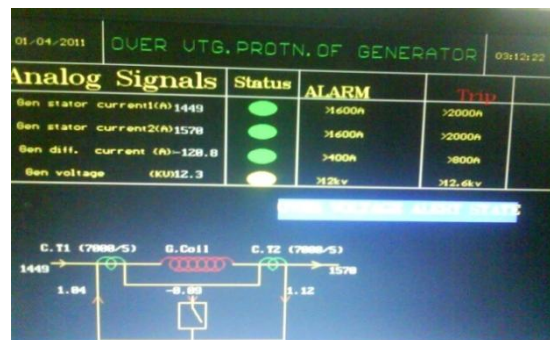 01-04-2011 OVER VTG.PROTN.OF GENERATOR 03:12:22
Analog Signals Status ALARM Trip
Gen stator current1(A) 1449 >1600A >2000A
Gen stator current2(A) 1570 >1600A >2000A
Gen diff. current (A) -120.8 >400A >800A
Gen voltage (KV) 12.3 >12kv >12.6kv
VOLTAGE ALERT STATE
C.T1 (7000/5) G.Coil C.T2 (7000/5)
1449 1570
1.04 -0.09 1.12